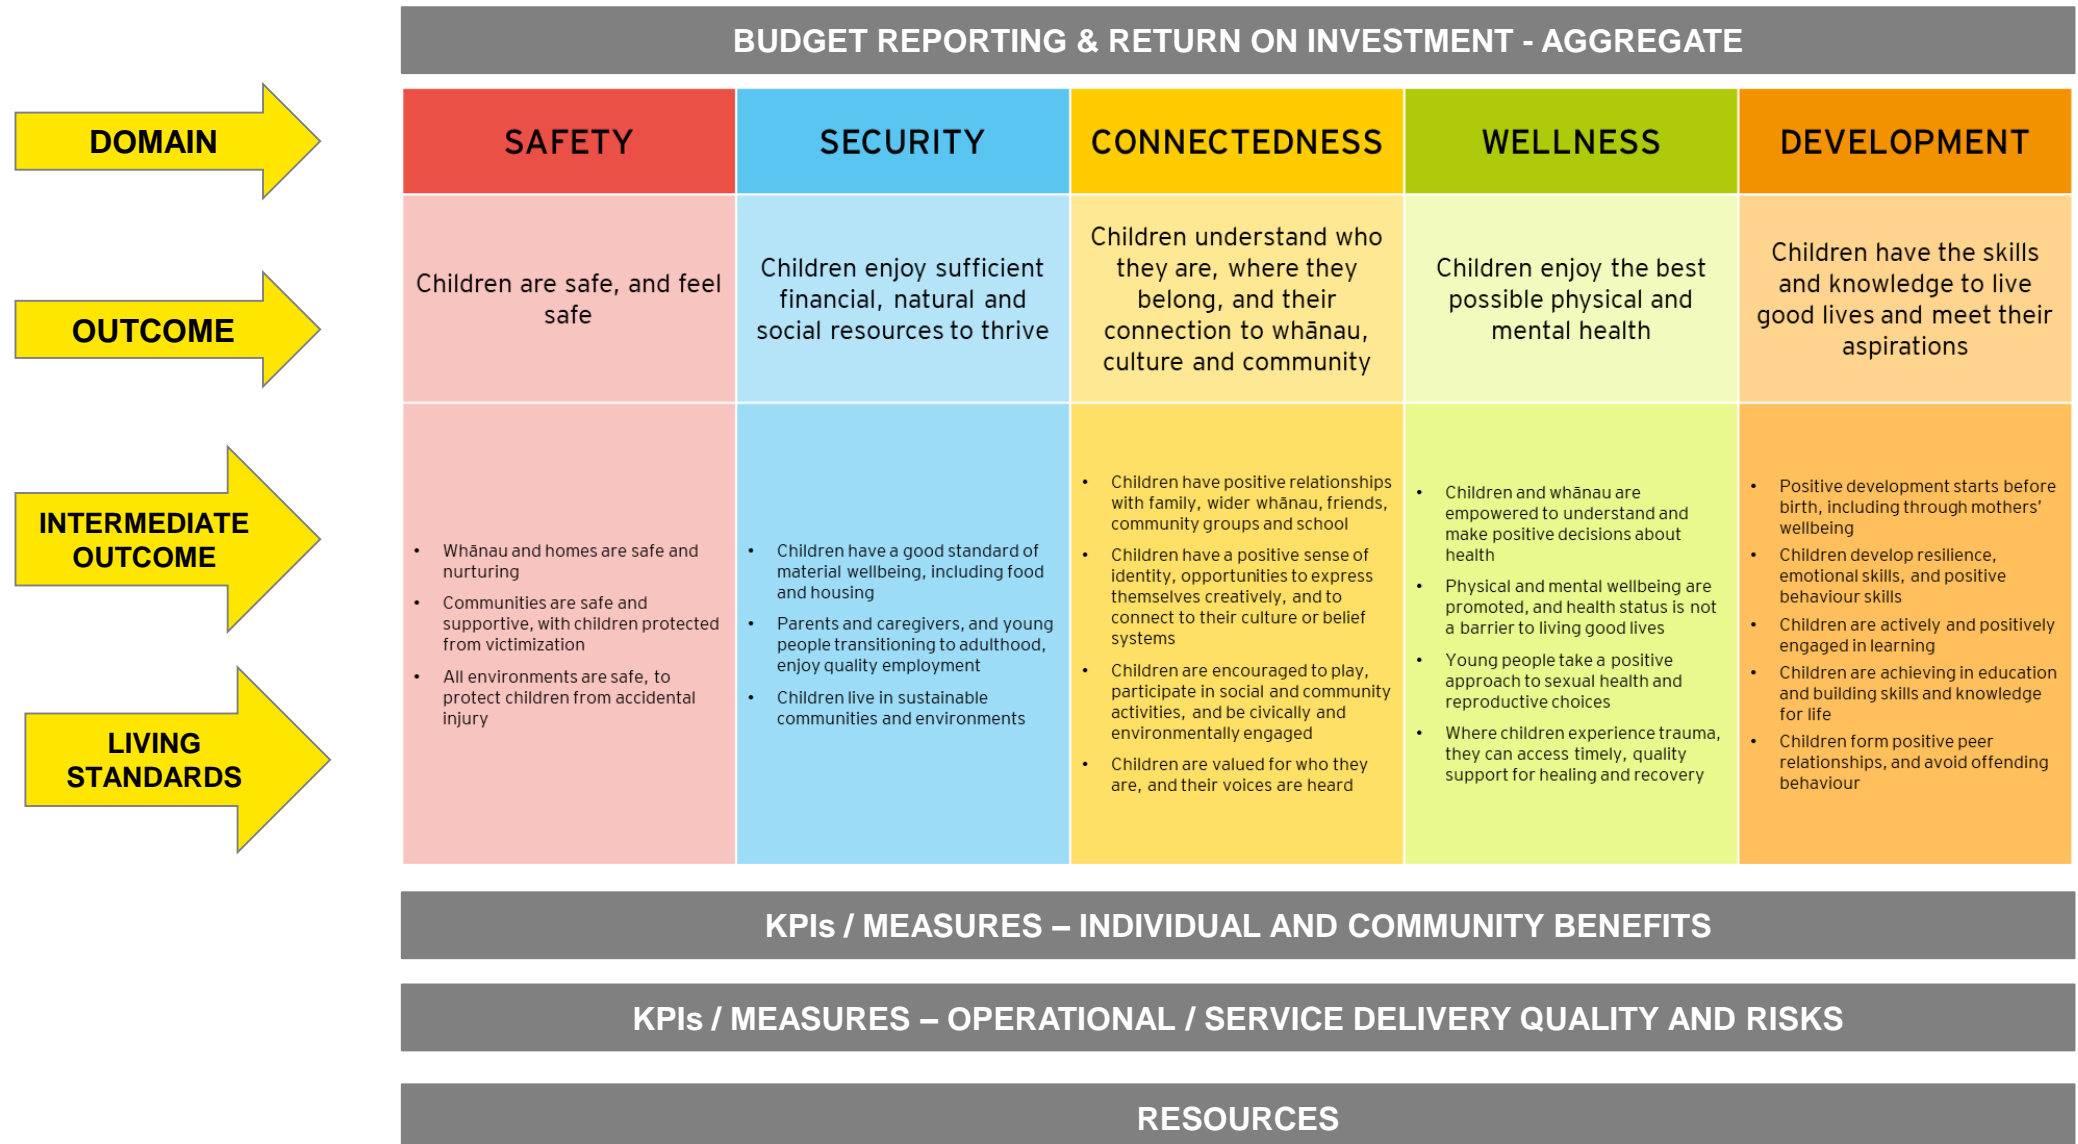 BUDGET REPORTING & RETURN ON INVESTMENT - AGGREGATE
DOMAIN
SAFETY
SECURITY
CONNECTEDNESS
WELLNESS
DEVELOPMENT
OUTCOME
Children are safe, and feel
safe
Children enjoy sufficient
financial, natural and
social resources to thrive
Children understand who
they are, where they
belong, and their
connection to whānau,
culture and community
Children enjoy the best
possible physical and
mental health
Children have the skills
and knowledge to live
good lives and meet their
aspirations
INTERMEDIATE
OUTCOME
LIVING
STANDARDS
• Whānau and homes are safe and
nurturing
• Communities are safe and
supportive, with children protected
from victimization
• All environments are safe, to
protect children from accidental
injury
• Children have a good standard of
material wellbeing, including food
and housing
• Parents and caregivers, and young
people transitioning to adulthood,
enjoy quality employment
• Children live in sustainable
communities and environments
• Children have positive relationships
with family, wider whānau, friends,
community groups and school
• Children have a positive sense of
identity, opportunities to express
themselves creatively, and to
connect to their culture or belief
systems
• Children are encouraged to play,
participate in social and community
activities, and be civically and
environmentally engaged
• Children are valued for who they
are, and their voices are heard
• Children and whānau are
empowered to understand and
make positive decisions about
health
• Physical and mental wellbeing are
promoted, and health status is not
a barrier to living good lives
• Young people take a positive
approach to sexual health and
reproductive choices
• Where children experience trauma,
they can access timely, quality
support for healing and recovery
• Positive development starts before
birth, including through mothers'
wellbeing
• Children develop resilience,
emotional skills, and positive
behaviour skills
• Children are actively and positively
engaged in learning
• Children are achieving in education
and building skills and knowledge
for life
• Children form positive peer
relationships, and avoid offending
behaviour
KPIs / MEASURES – INDIVIDUAL AND COMMUNITY BENEFITS
KPIs / MEASURES – OPERATIONAL / SERVICE DELIVERY QUALITY AND RISKS
RESOURCES